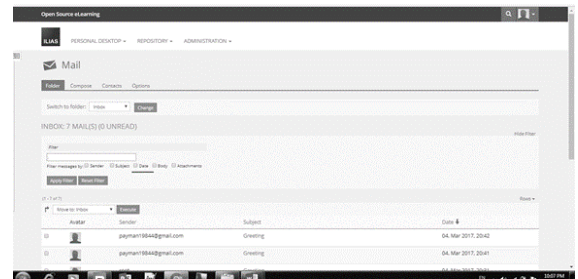 Open Source eLearning
ILIAS PERSONAL DESKTOP REPOSITORY ADMINISTRATION
Mail
Folder Compose Contacts Options
Switch to folder: Inbox Change
INBOX: 7 MAIL(S) (0 UNREAD)
Hide Filter
Filter
Filter messages by: Sender Subject Date Body Attachments
Apply Filter Reset Filter
(1 - 7 of 7) Rows
Move to: Inbox Execute
Avatar Sender Subject Date
payman19844@gmail.com Greeting 04. Mar 2017, 20:42
payman19844@gmail.com Greeting 04. Mar 2017, 20:41
EN 10:07 PM